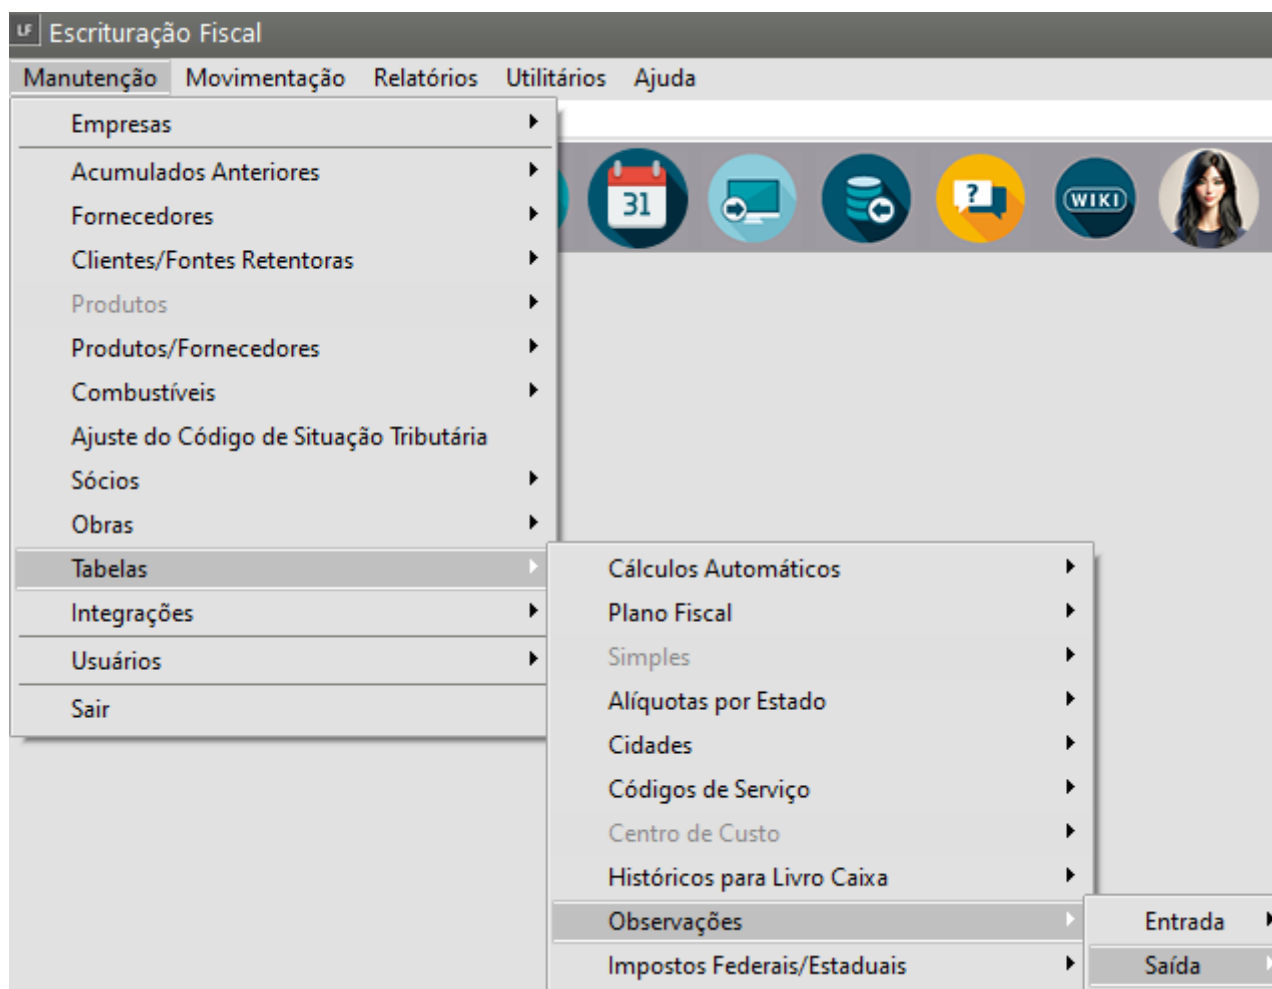 LF Escrituração Fiscal
Manutenção Movimentação Relatórios Utilitários Ajuda
Empresas
Acumulados Anteriores
Fornecedores
Clientes/Fontes Retentoras
Produtos
Produtos/Fornecedores
Combustíveis
Ajuste do Código de Situação Tributária
Sócios
Obras
Tabelas
Integrações
Usuários
Sair
31
?
WIKI
Cálculos Automáticos
Plano Fiscal
Simples
Alíquotas por Estado
Cidades
Códigos de Serviço
Centro de Custo
Históricos para Livro Caixa
Observações
Impostos Federais/Estaduais
Entrada
Saída